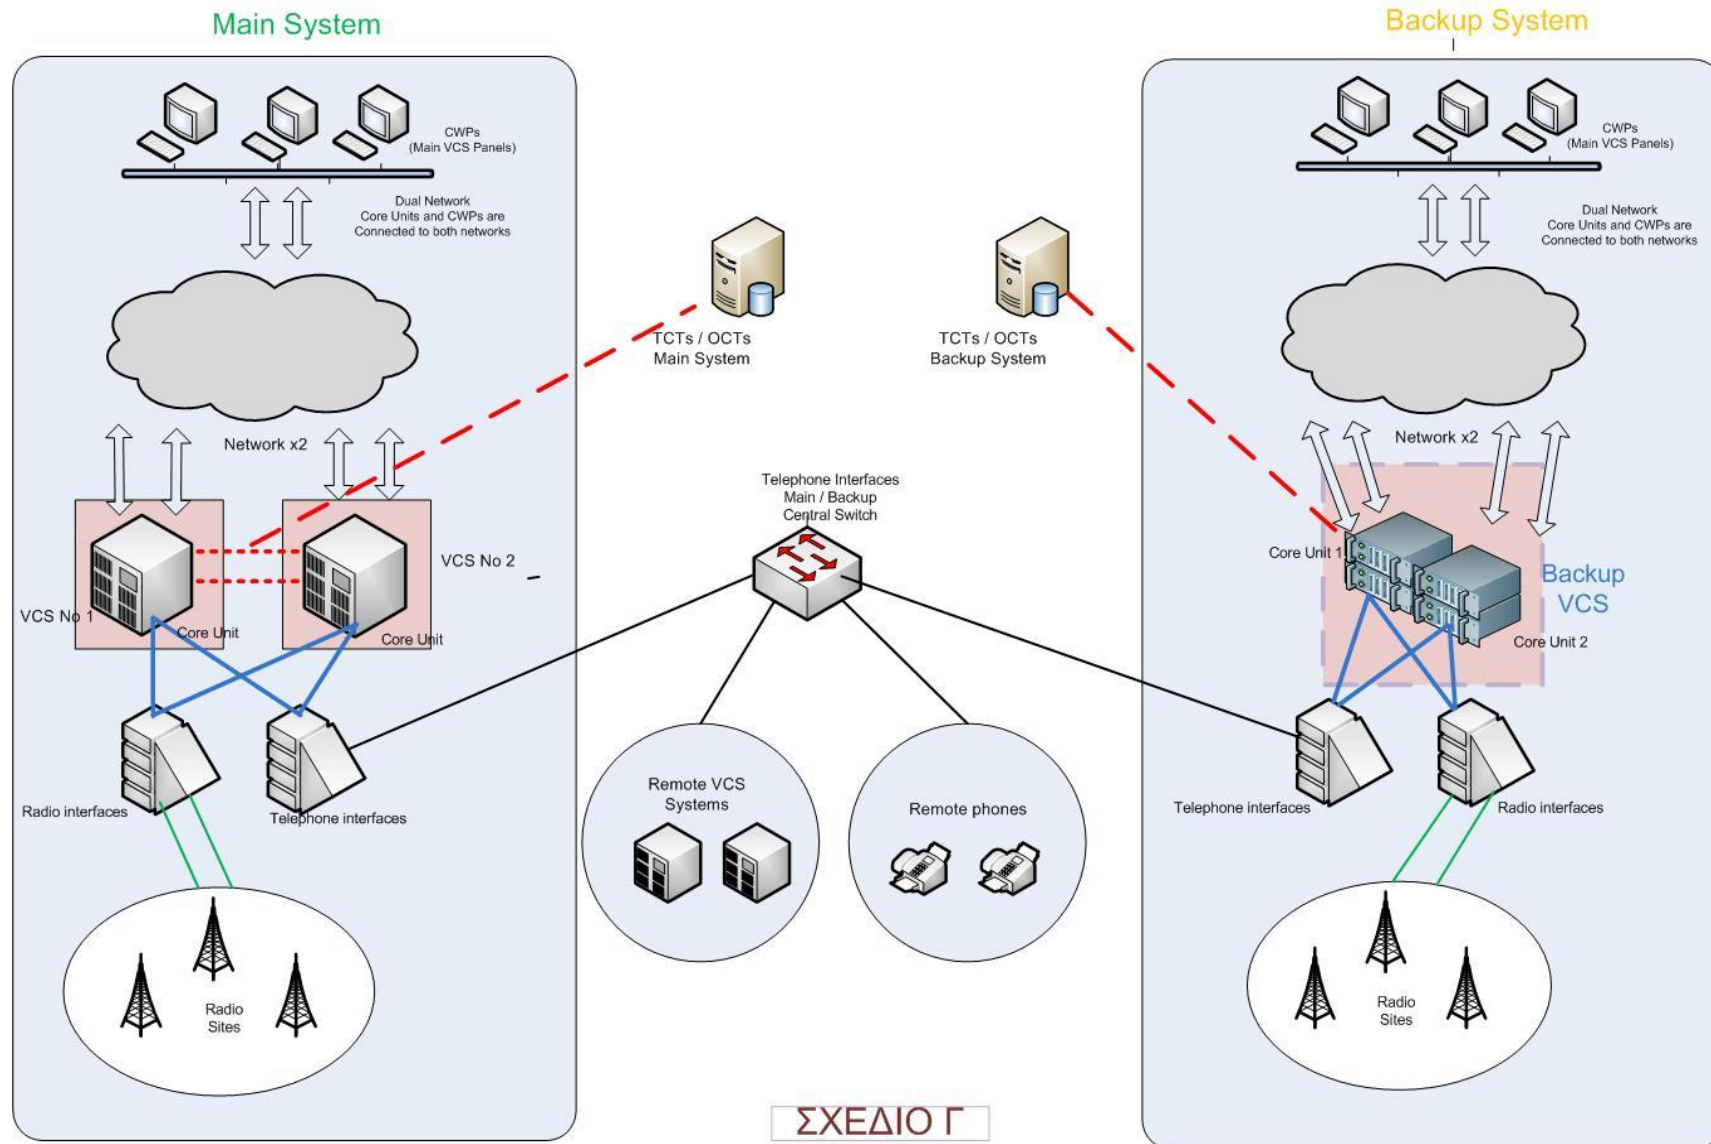 Main System
Backup System
CWPs
(Main VCS Panels)
Dual Network
Core Units and CWPs are
Connected to both networks
Network x2
VCS No 1
Core Unit
VCS No 2
Core Unit
Radio interfaces
Telephone interfaces
Radio
Sites
TCTs / OCTs
Main System
TCTs / OCTs
Backup System
Telephone Interfaces
Main / Backup
Central Switch
Remote VCS
Systems
Remote phones
CWPs
(Main VCS Panels)
Dual Network
Core Units and CWPs are
Connected to both networks
Network x2
Core Unit 1
Backup
VCS
Core Unit 2
Telephone interfaces
Radio interfaces
Radio
Sites
ΣΧΕΔΙΟ Γ